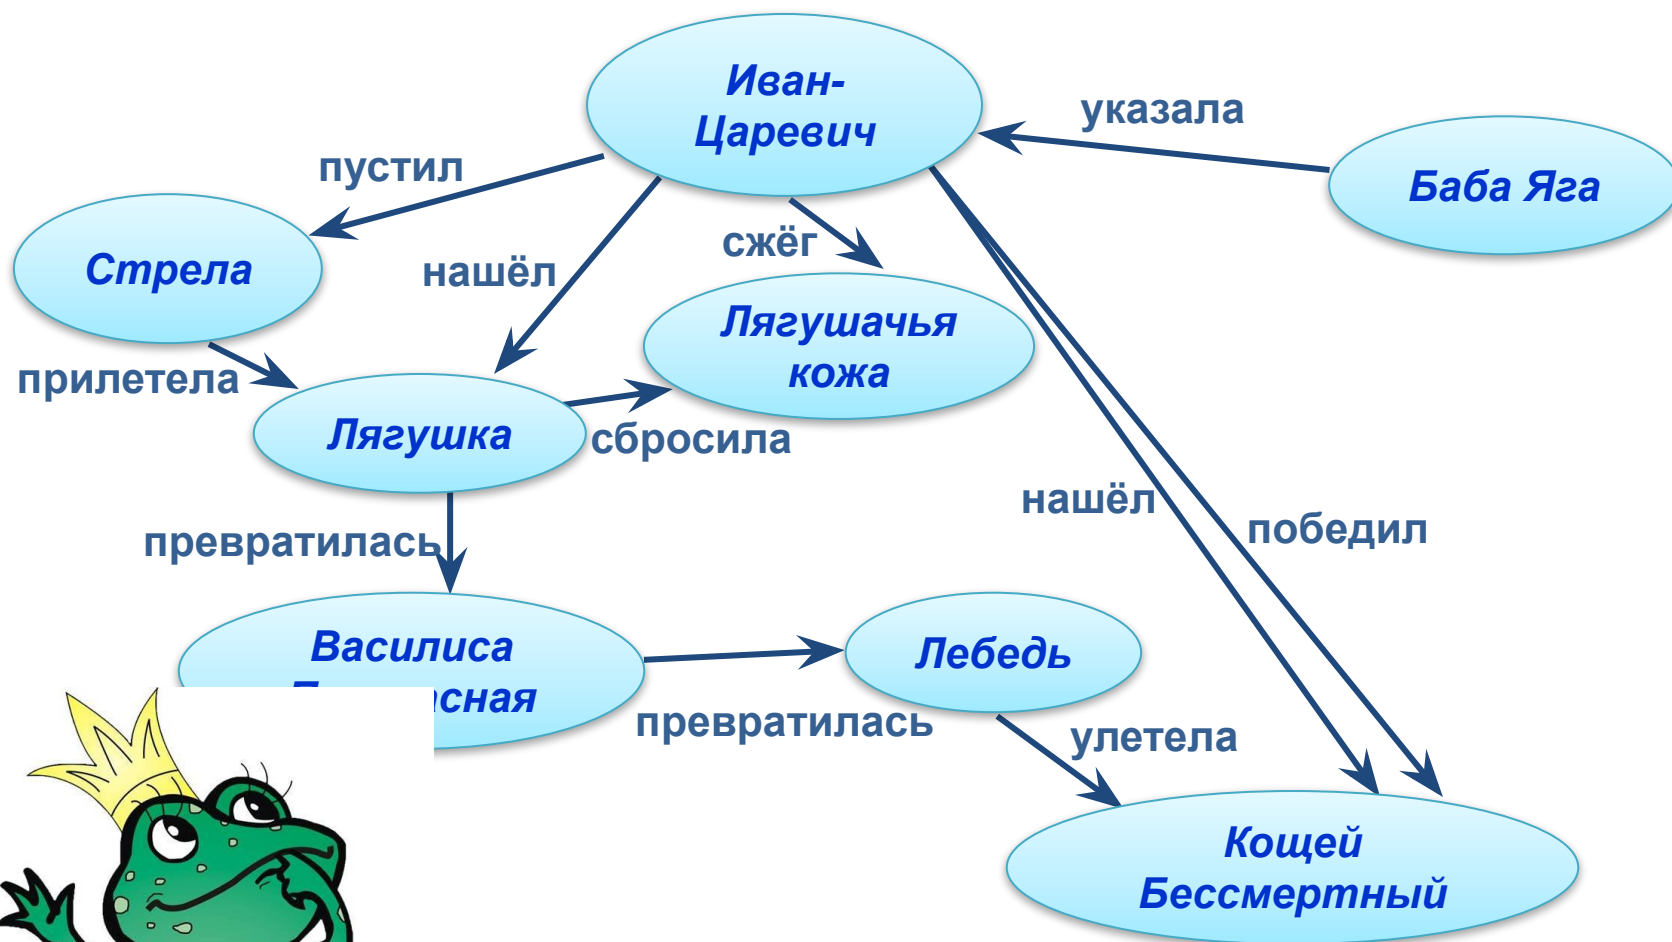 Иван-
Царевич
указала
Баба Яга
пустил
Стрела
нашёл
сжёг
Лягушачья
кожа
прилетела
Лягушка
сбросила
нашёл
победил
превратилась
Василиса
сная
Лебедь
превратилась
улетела
Кощей
Бессмертный